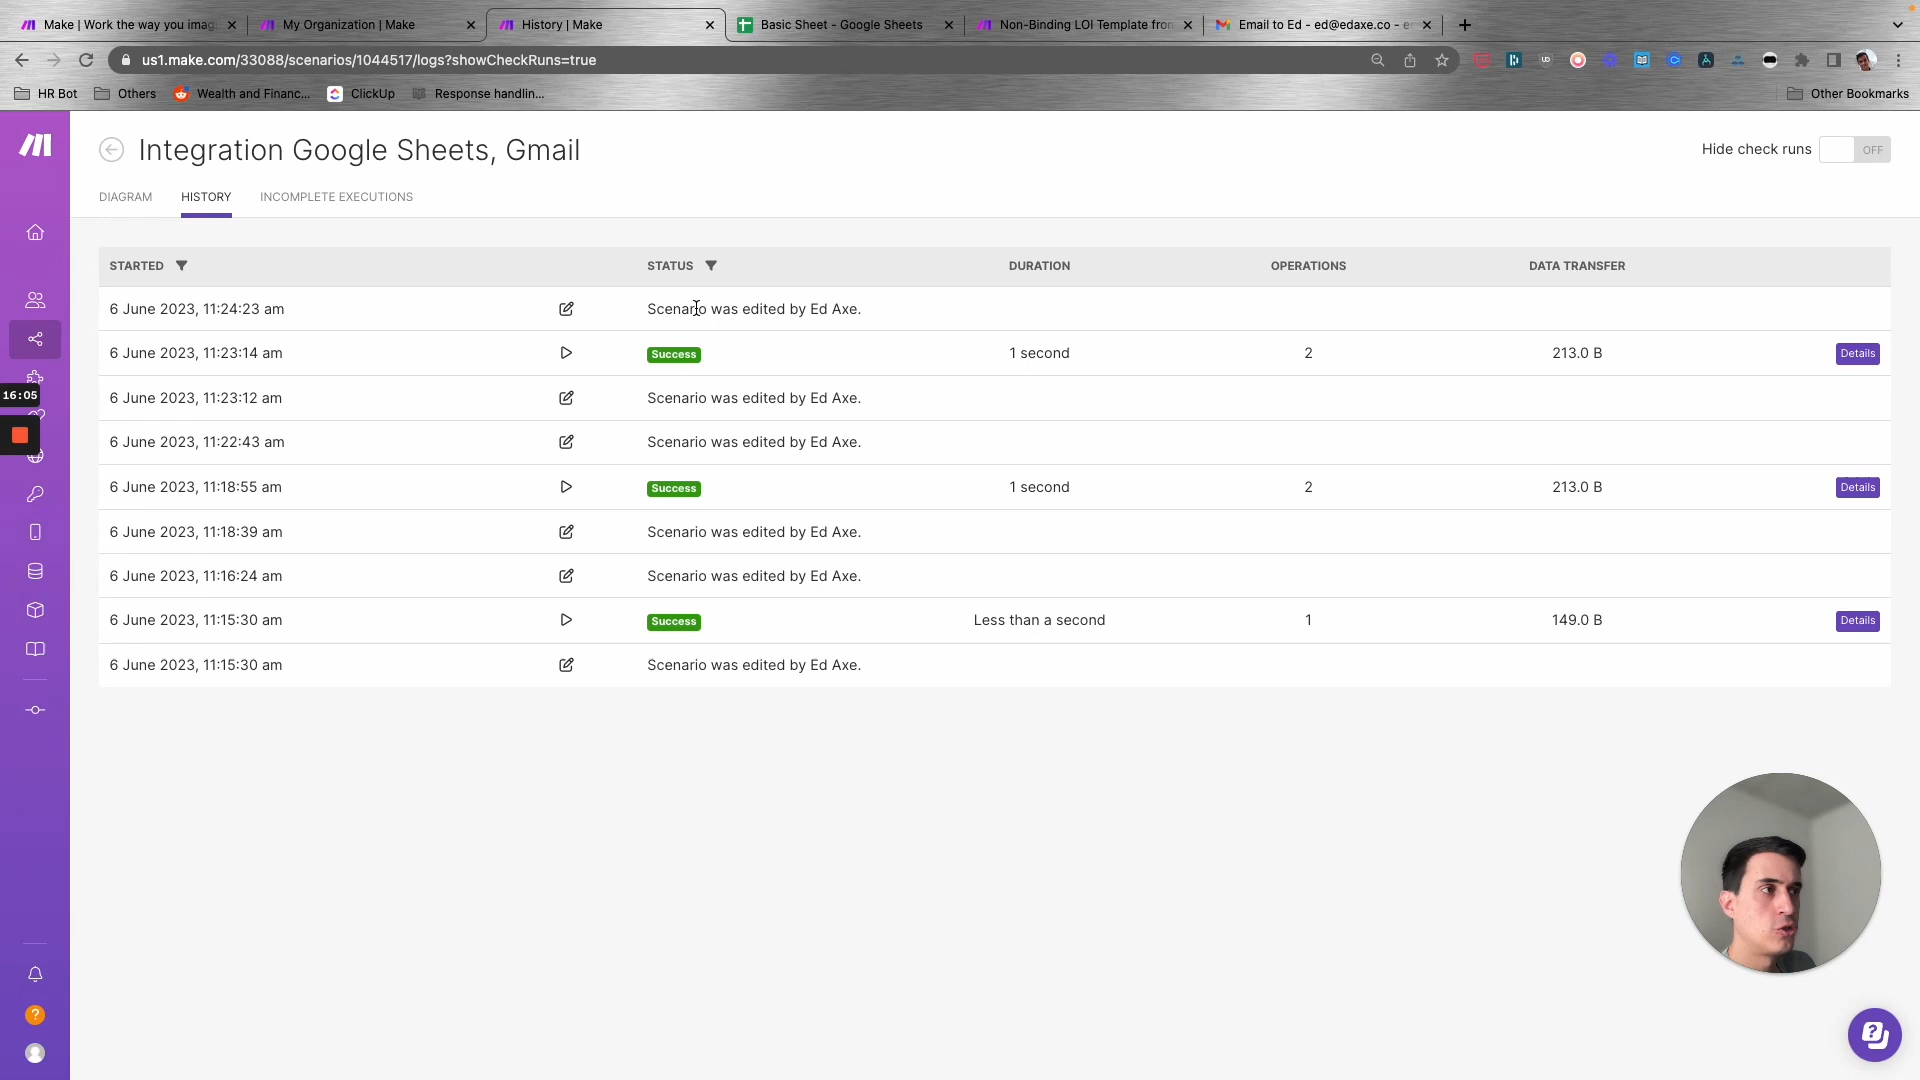 Make | Work the way you imag
My Organization | Make
History | Make
Basic Sheet - Google Sheets
Non-Binding LOI Template from
Email to Ed - ed@edaxe.co - e
us1.make.com/33088/scenarios/1044517/logs?showCheckRuns=true
HR Bot
Others
Wealth and Financ...
ClickUp
Response handlin...
Other Bookmarks
Integration Google Sheets, Gmail
Hide check runs
OFF
DIAGRAM
HISTORY
INCOMPLETE EXECUTIONS
STARTED STATUS DURATION OPERATIONS DATA TRANSFER
6 June 2023, 11:24:23 am Scenario was edited by Ed Axe.
6 June 2023, 11:23:14 am Success 1 second 2 213.0 B Details
16:05
6 June 2023, 11:23:12 am Scenario was edited by Ed Axe.
6 June 2023, 11:22:43 am Scenario was edited by Ed Axe.
6 June 2023, 11:18:55 am Success 1 second 2 213.0 B Details
6 June 2023, 11:18:39 am Scenario was edited by Ed Axe.
6 June 2023, 11:16:24 am Scenario was edited by Ed Axe.
6 June 2023, 11:15:30 am Success Less than a second 1 149.0 B Details
6 June 2023, 11:15:30 am Scenario was edited by Ed Axe.